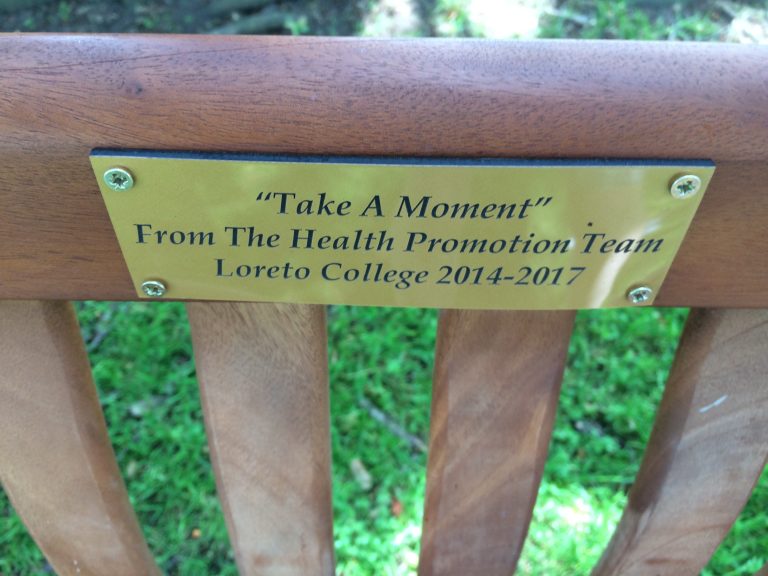 "Take A Moment"
From The Health Promotion Team
Loreto College 2014-2017